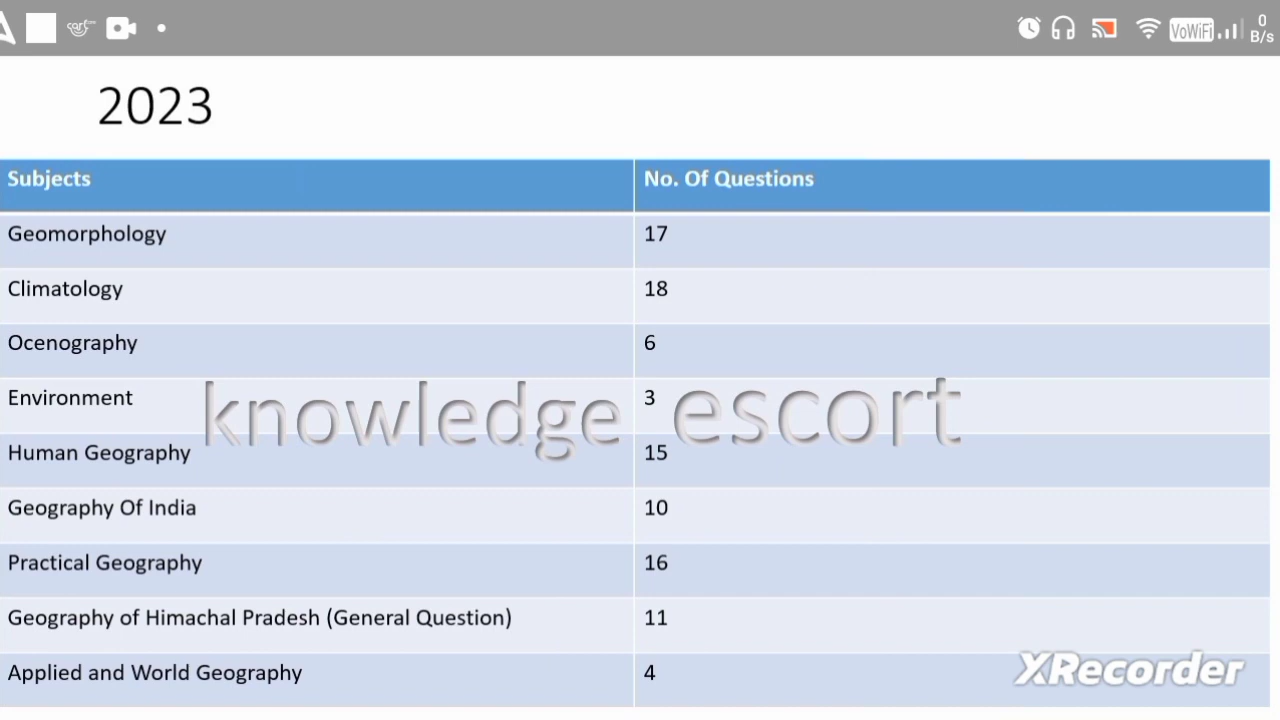 VoWiFi
0
B/s
2023
Subjects No. Of Questions
Geomorphology 17
Climatology 18
Ocenography 6
Environment 3
knowledge escort
Human Geography 15
Geography Of India 10
Practical Geography 16
Geography of Himachal Pradesh (General Question) 11
Applied and World Geography 4
XRecorder